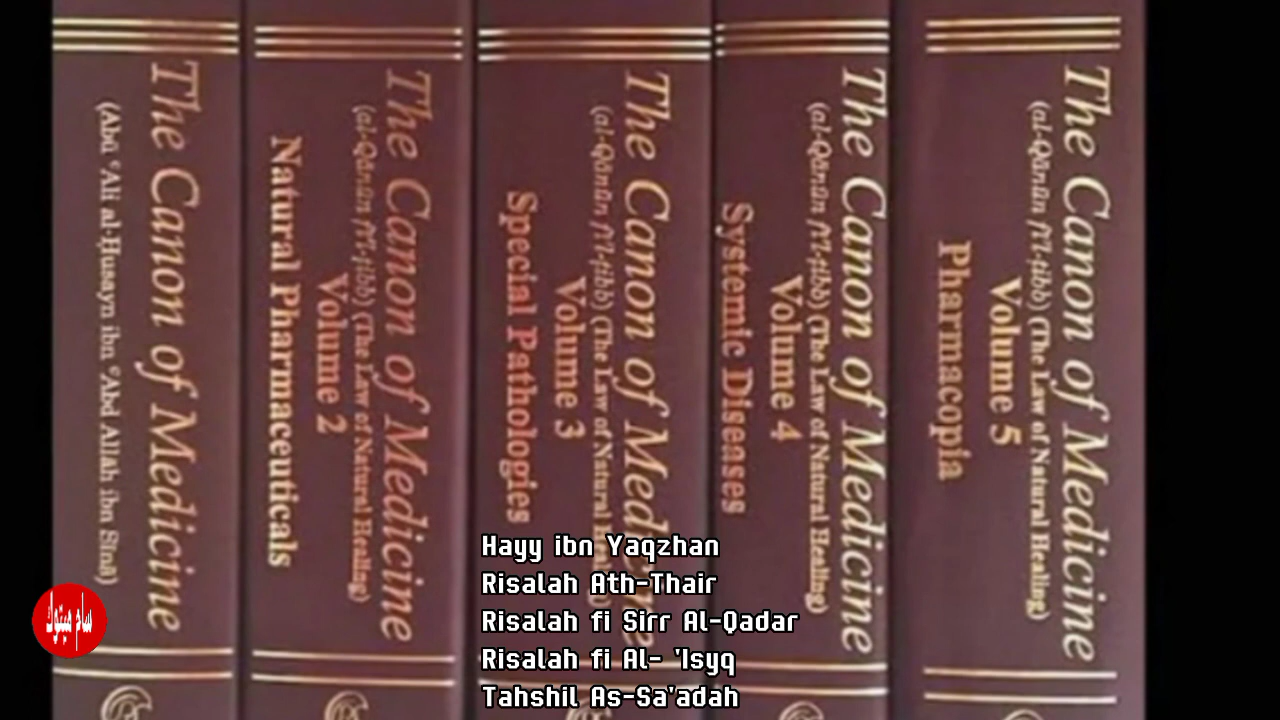 The Canon of Medicine
(Abū ʿAli al-Ḥusayn ibn ʿAbd Allah ibn Sīnā)
The Canon of Medicine
(al-Qānūn fī'l-ṭibb) (The Law of Natural Healing)
Volume 2
Natural Pharmaceuticals
The Canon of Medicine
(al-Qānūn fī'l-ṭibb) (The Law of Natural
Volume 3
Special Pathologies
The Canon of Medicine
(al-Qānūn fī'l-ṭibb) (The Law of Natural Healing)
Volume 4
Systemic Diseases
The Canon of Medicine
(al-Qānūn fī'l-ṭibb) (The Law of Natural Healing)
Volume 5
Pharmacopia
Hayy ibn Yaqzhan
Risalah Ath-Thair
Risalah fi Sirr Al-Qadar
Risalah fi Al- 'Isyq
Tahshil As-Sa'adah
سام ميتوك